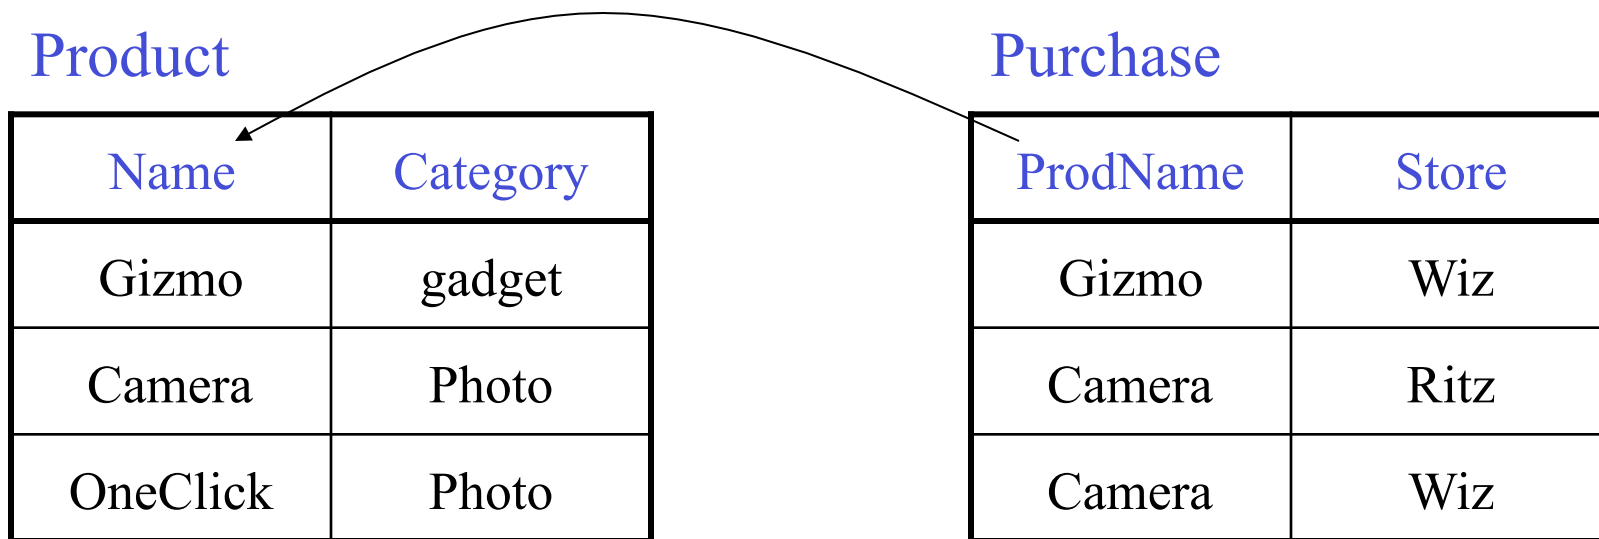 Product
Name Category
Gizmo gadget
Camera Photo
OneClick Photo
Purchase
ProdName Store
Gizmo Wiz
Camera Ritz
Camera Wiz